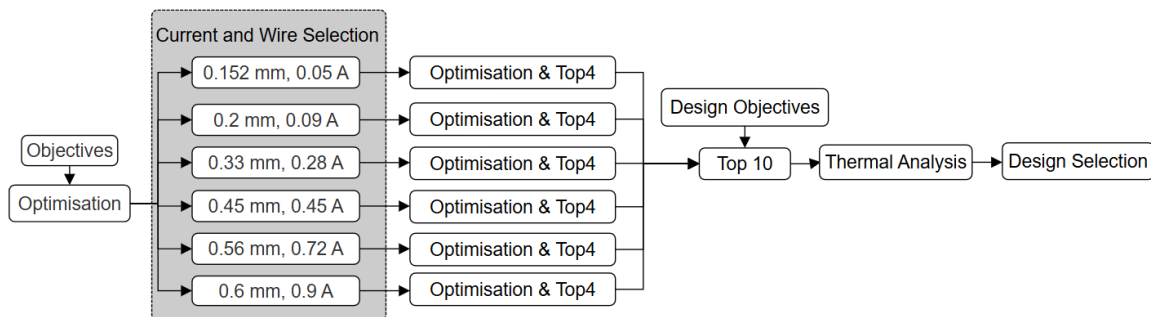 Current and Wire Selection
0.152 mm, 0.05 A
Optimisation & Top4
0.2 mm, 0.09 A
Optimisation & Top4
0.33 mm, 0.28 A
Optimisation & Top4
0.45 mm, 0.45 A
Optimisation & Top4
0.56 mm, 0.72 A
Optimisation & Top4
0.6 mm, 0.9 A
Optimisation & Top4
Objectives
Optimisation
Design Objectives
Top 10
Thermal Analysis
Design Selection